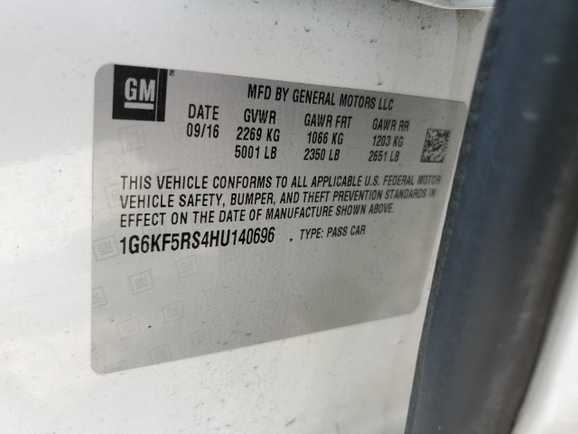 GM
MFD BY GENERAL MOTORS LLC
DATE GVWR GAWR FRT GAWR RR
09/16 2269 KG 1066 KG 1203 KG
5001 LB 2350 LB 2651 LB
THIS VEHICLE CONFORMS TO ALL APPLICABLE U.S. FEDERAL MOTOR
VEHICLE SAFETY, BUMPER, AND THEFT PREVENTION STANDARDS IN
EFFECT ON THE DATE OF MANUFACTURE SHOWN ABOVE.
1G6KF5RS4HU140696 . TYPE: PASS CAR